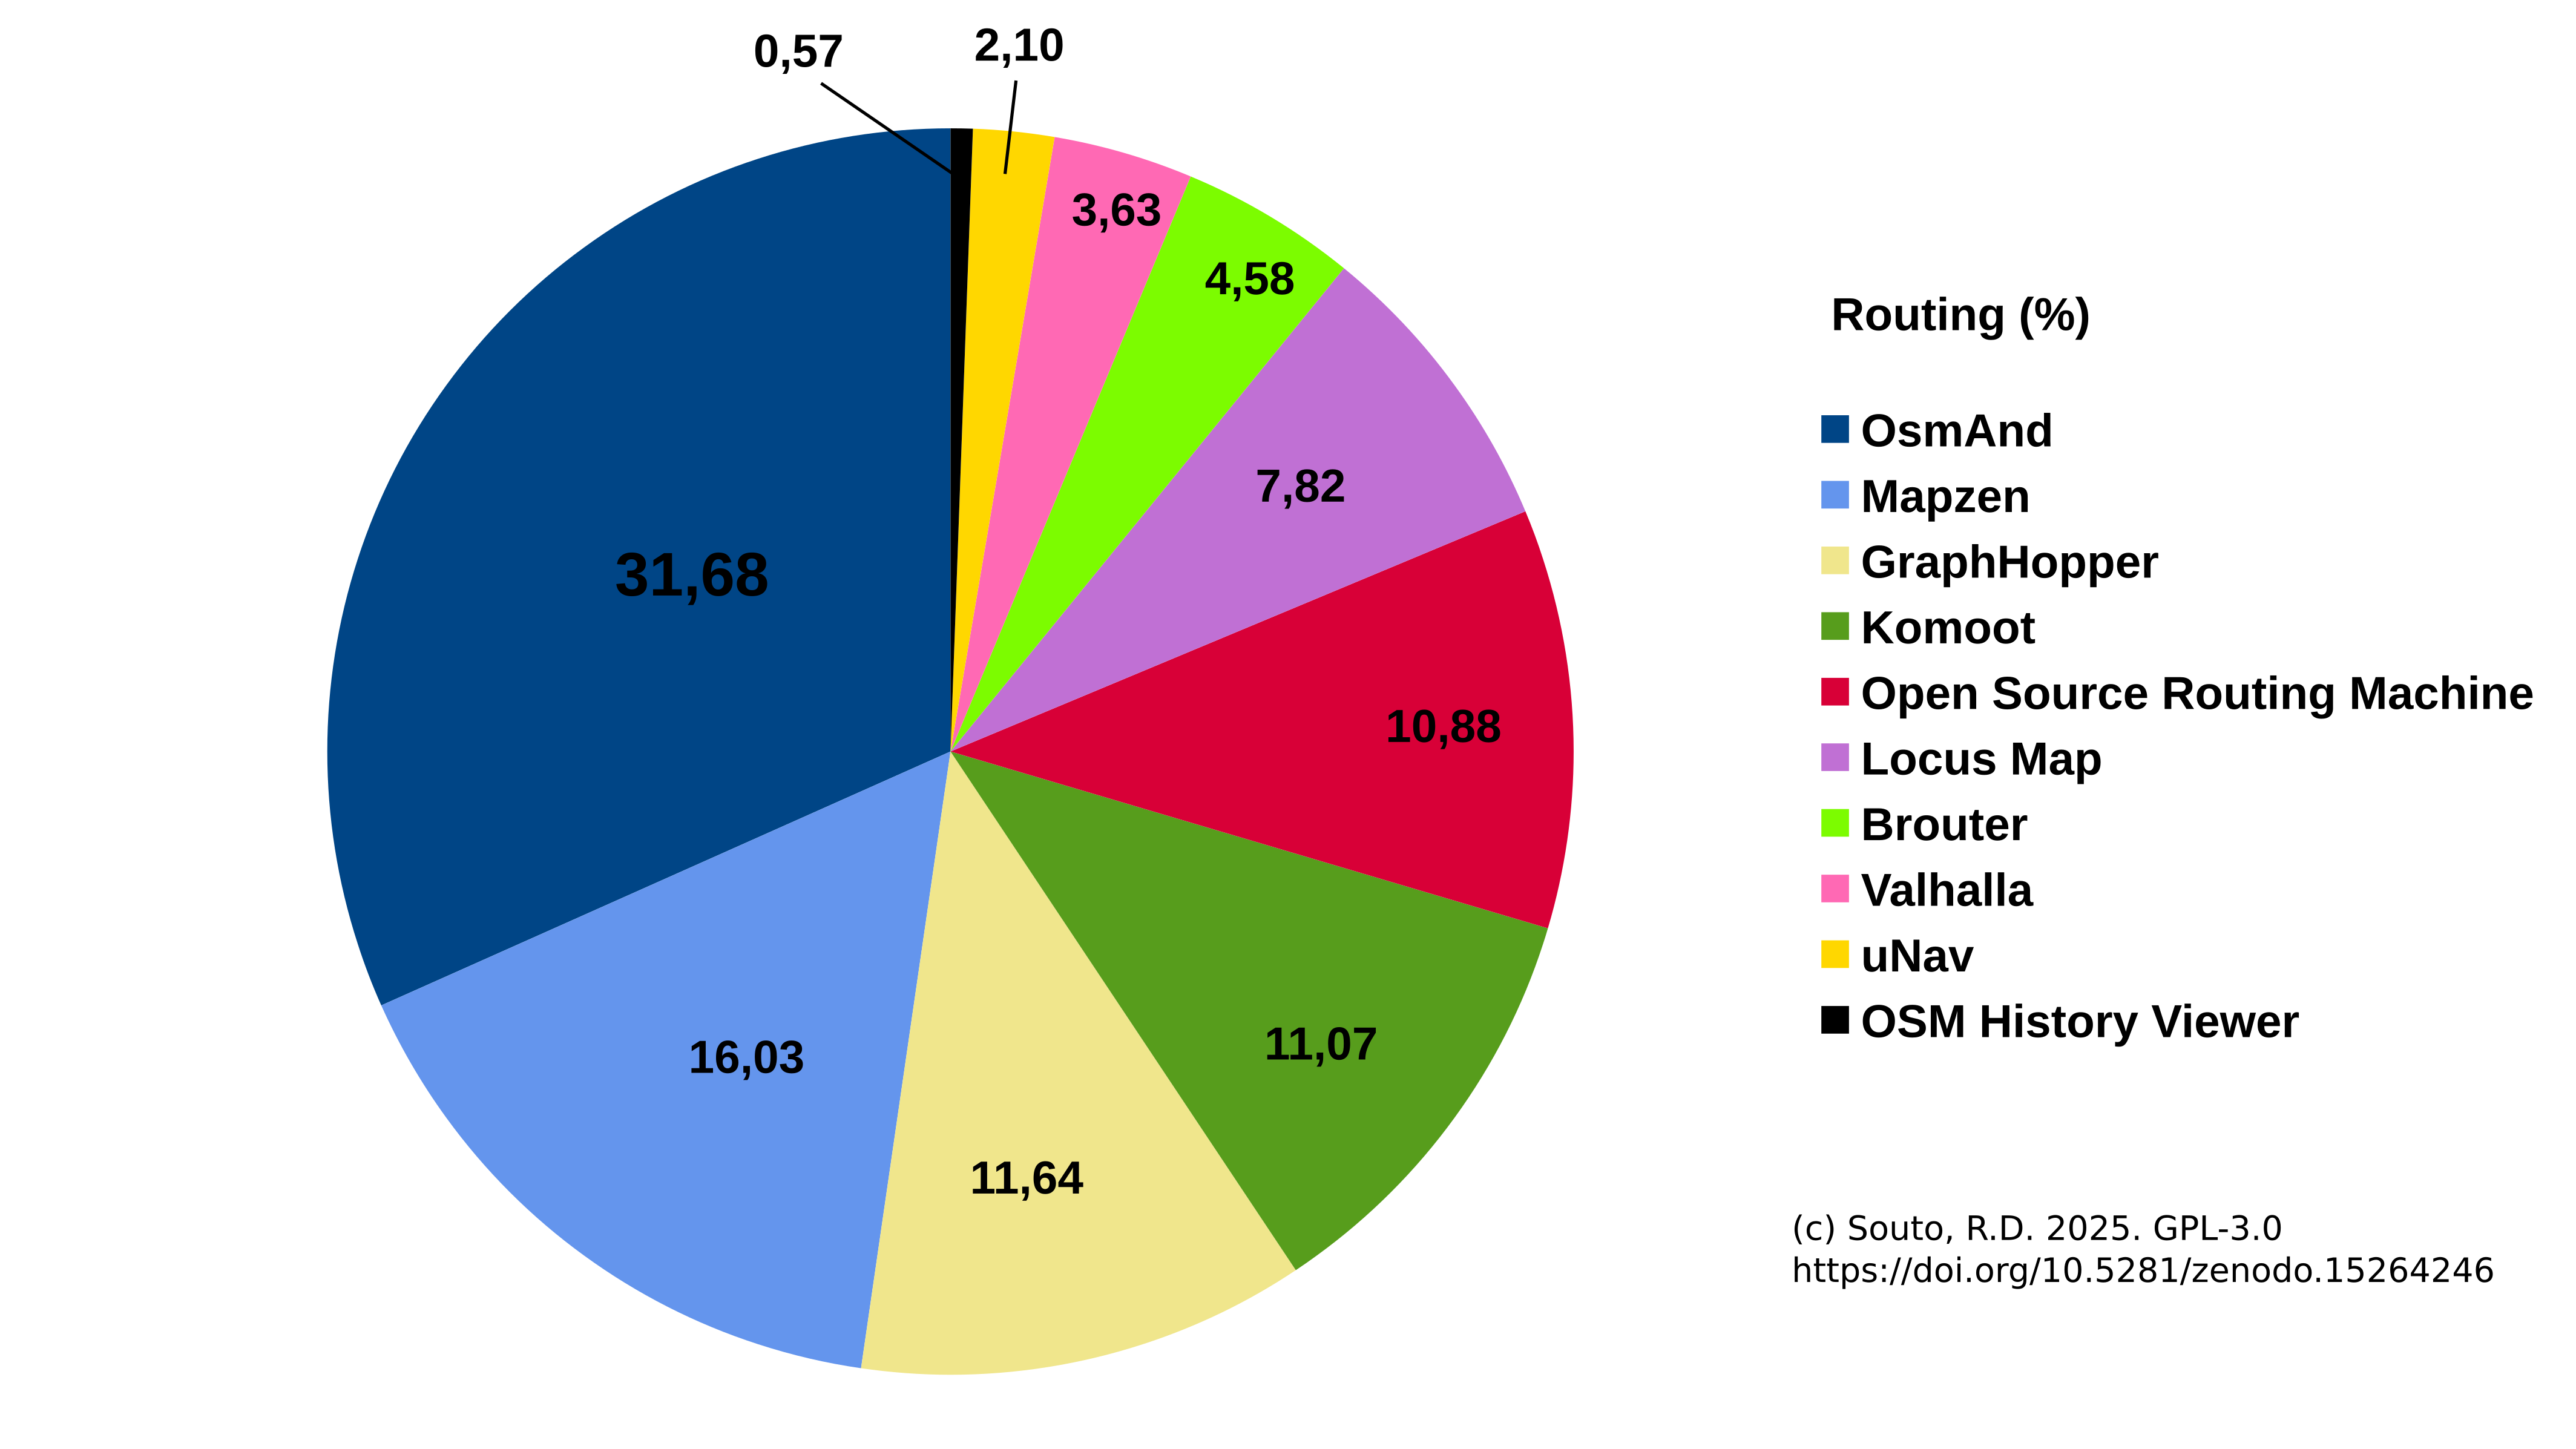 0,57
2,10
3,63
4,58
7,82
31,68
10,88
11,07
16,03
11,64
Routing (%)
OsmAnd
Mapzen
GraphHopper
Komoot
Open Source Routing Machine
Locus Map
Brouter
Valhalla
uNav
OSM History Viewer
(c) Souto, R.D. 2025. GPL-3.0
https://doi.org/10.5281/zenodo.15264246